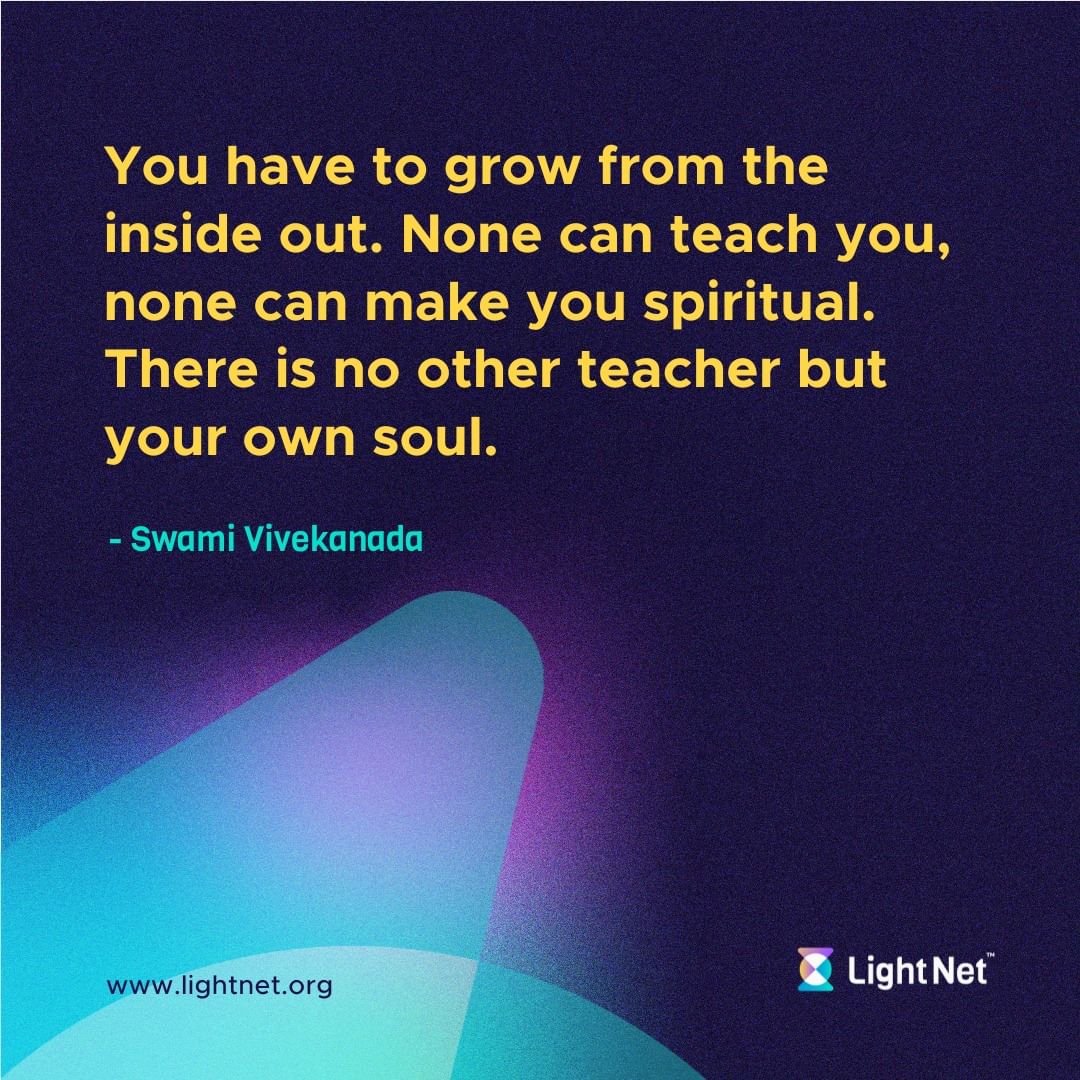 You have to grow from the
inside out. None can teach you,
none can make you spiritual.
There is no other teacher but
your own soul.
- Swami Vivekanada
www.lightnet.org
LightNet™